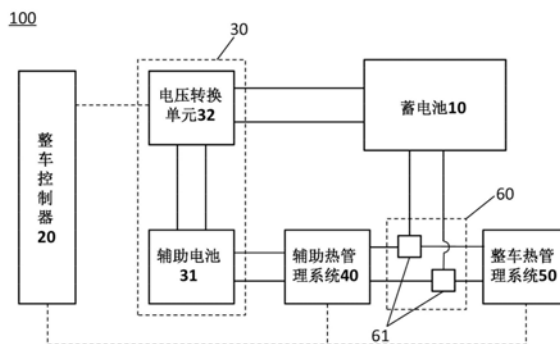 100
30
电压转换
单元32
蓄电池10
整
车
控
制
器
20
60
辅助电池
31
辅助热管
理系统40
整车热管
理系统50
61